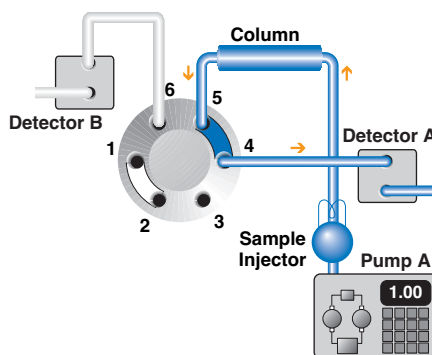 Column
6
5
Detector B
1
4
Detector A
2
3
Sample
Injector
Pump A
1.00